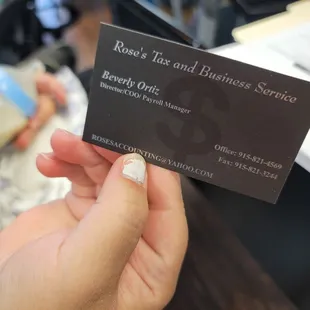 Rose's Tax and Business Service
Beverly Ortiz
Director/COO/ Payroll Manager
Office: 915-821-4569
Fax: 915-821-3244
ROSESACCOUNTING@YAHOO.COM